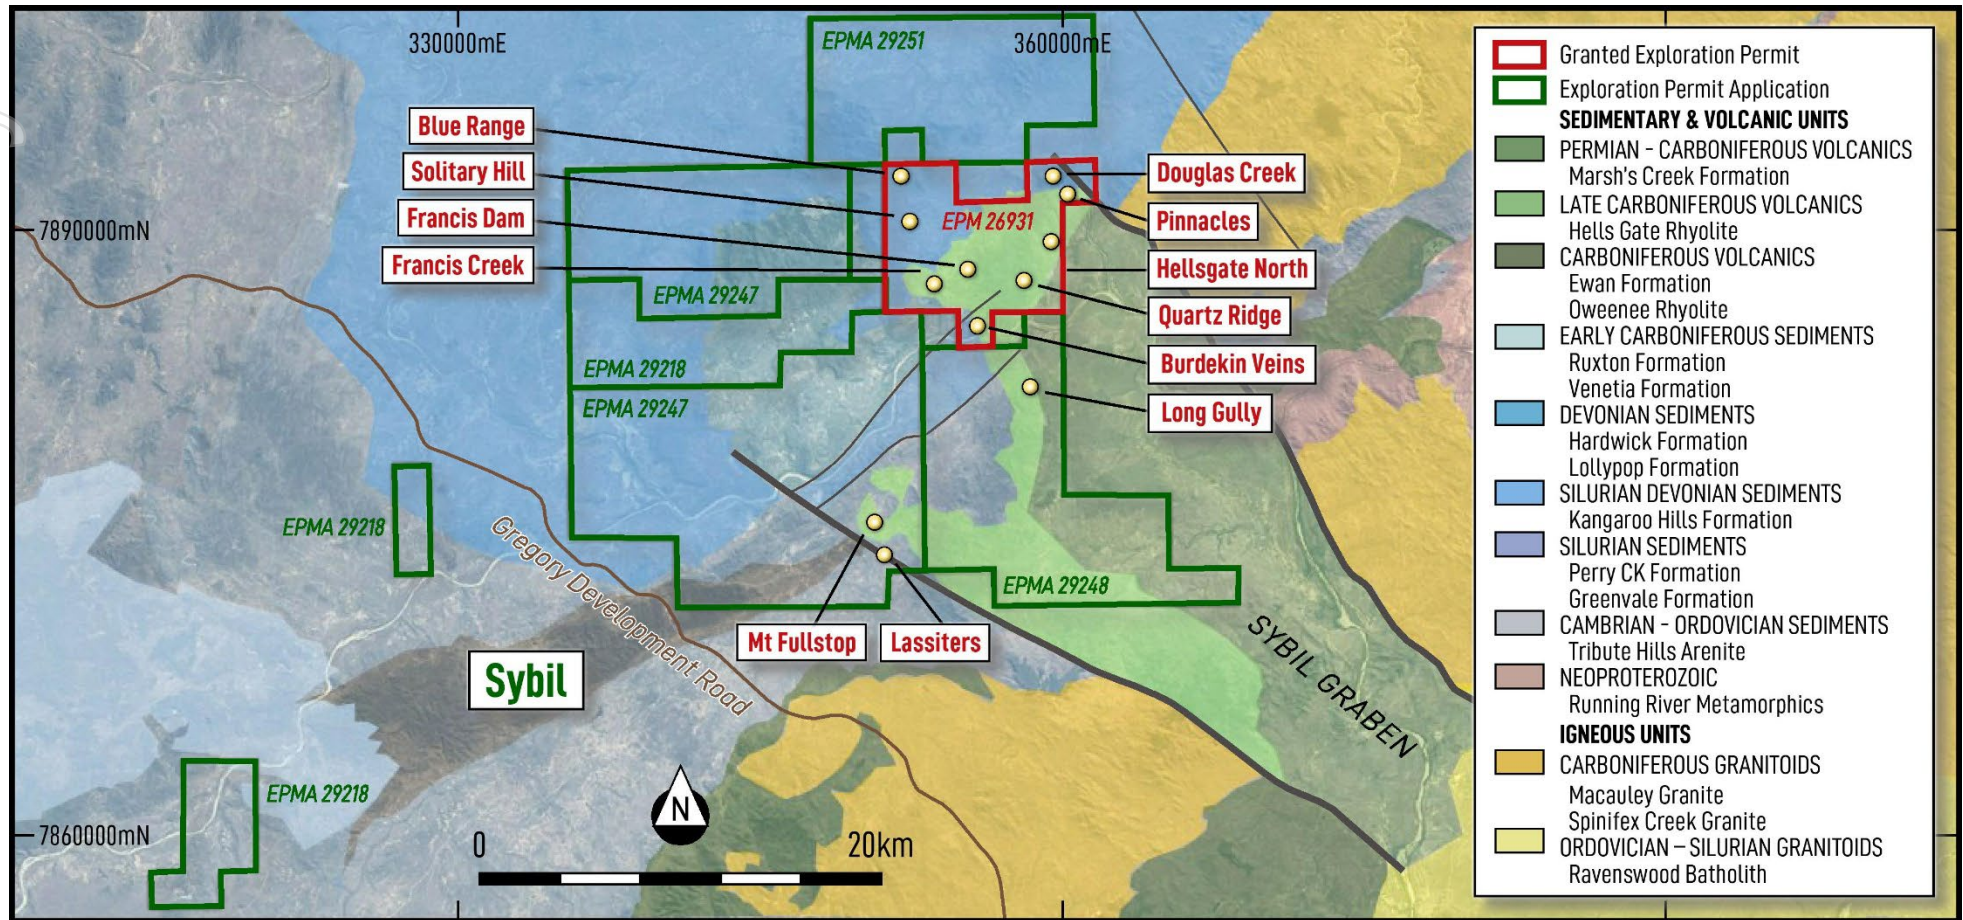 330000mE
360000mE
EPMA 29251
Blue Range
Solitary Hill
Francis Dam
Francis Creek
7890000mN
EPM 26931
Douglas Creek
Pinnacles
Hellsgate North
Quartz Ridge
Burdekin Veins
Long Gully
EPMA 29247
EPMA 29218
EPMA 29247
EPMA 29218
Gregory Development Road
EPMA 29248
Mt Fullstop
Lassiters
Sybil
SYBIL GRABEN
EPMA 29218
7860000mN
N
0
20km
Granted Exploration Permit
Exploration Permit Application
SEDIMENTARY & VOLCANIC UNITS
PERMIAN - CARBONIFEROUS VOLCANICS
Marsh's Creek Formation
LATE CARBONIFEROUS VOLCANICS
Hells Gate Rhyolite
CARBONIFEROUS VOLCANICS
Ewan Formation
Oweenee Rhyolite
EARLY CARBONIFEROUS SEDIMENTS
Ruxton Formation
Venetia Formation
DEVONIAN SEDIMENTS
Hardwick Formation
Lollypop Formation
SILURIAN DEVONIAN SEDIMENTS
Kangaroo Hills Formation
SILURIAN SEDIMENTS
Perry CK Formation
Greenvale Formation
CAMBRIAN - ORDOVICIAN SEDIMENTS
Tribute Hills Arenite
NEOPROTEROZOIC
Running River Metamorphics
IGNEOUS UNITS
CARBONIFEROUS GRANITOIDS
Macauley Granite
Spinifex Creek Granite
ORDOVICIAN – SILURIAN GRANITOIDS
Ravenswood Batholith